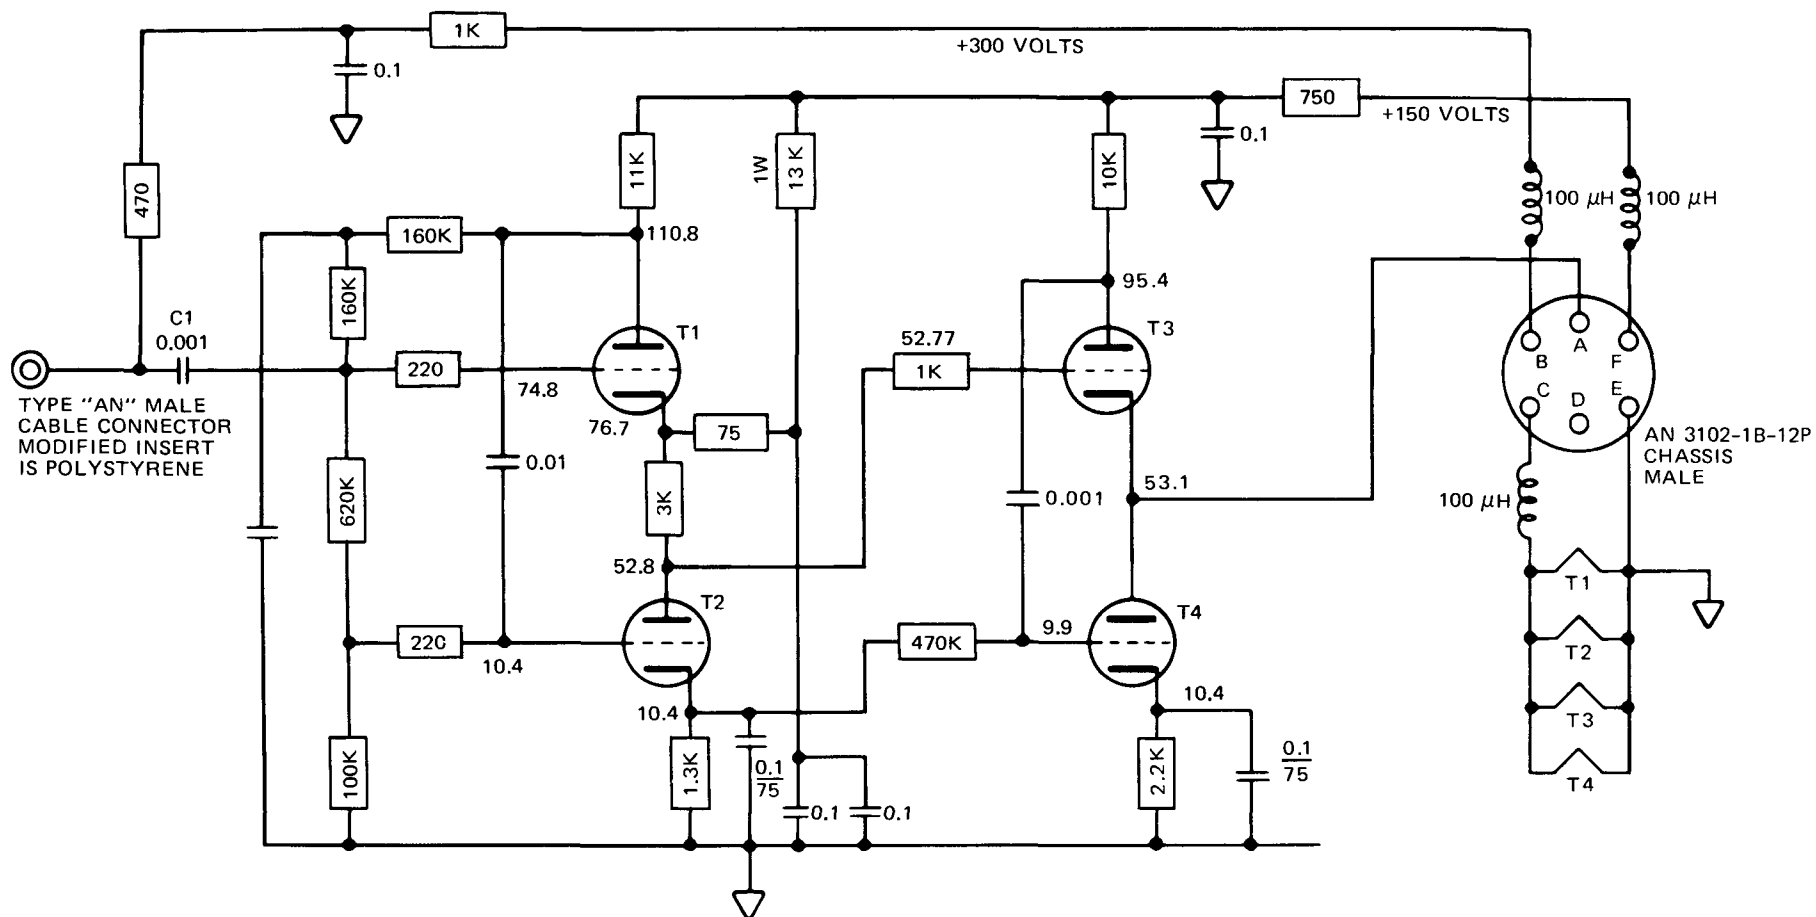 1K
+300 VOLTS
0.1
750
+150 VOLTS
0.1
470
11K
1W
13 K
10K
100 µH
100 µH
160K
110.8
160K
95.4
C1
0.001
T1
52.77
T3
1K
220
74.8
B
A
F
C
D
E
TYPE "AN" MALE
CABLE CONNECTOR
MODIFIED INSERT
IS POLYSTYRENE
76.7
75
AN 3102-1B-12P
CHASSIS
MALE
0.01
620K
3K
0.001
53.1
100 µH
52.8
T1
T2
T4
220
10.4
470K
9.9
T2
10.4
10.4
T3
100K
1.3K
0.1
75
2.2K
0.1
75
T4
0.1
0.1